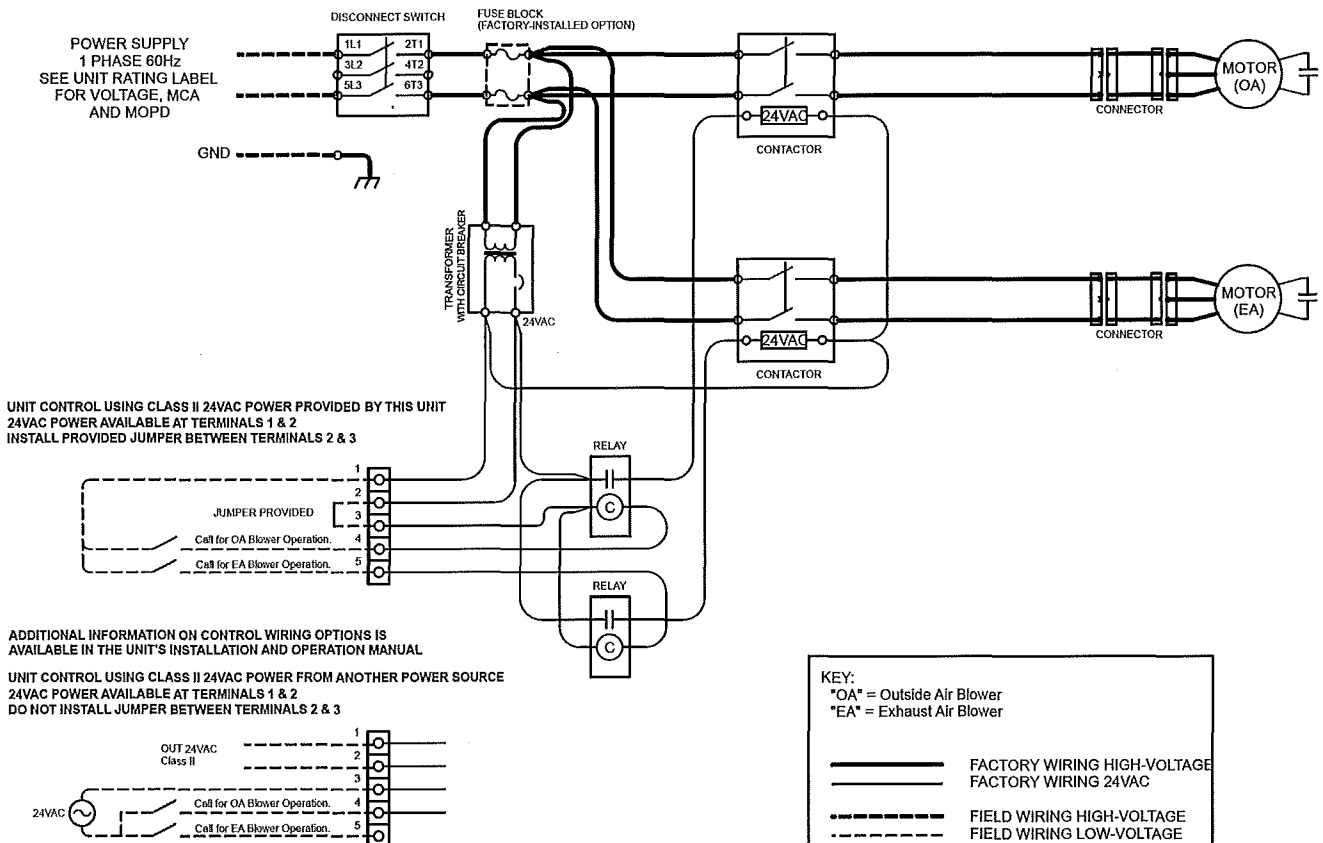 DISCONNECT SWITCH
FUSE BLOCK
(FACTORY-INSTALLED OPTION)
POWER SUPPLY
1 PHASE 60Hz
SEE UNIT RATING LABEL
FOR VOLTAGE, MCA
AND MOPD
1L1 2T1
3L2 4T2
5L3 6T3
24VAC
CONTACTOR
CONNECTOR
MOTOR
(OA)
GND
TRANSFORMER
WITH CIRCUIT BREAKER
24VAC
24VAC
CONTACTOR
CONNECTOR
MOTOR
(EA)
UNIT CONTROL USING CLASS II 24VAC POWER PROVIDED BY THIS UNIT
24VAC POWER AVAILABLE AT TERMINALS 1 & 2
INSTALL PROVIDED JUMPER BETWEEN TERMINALS 2 & 3
1
2
JUMPER PROVIDED
3
Call for OA Blower Operation. 4
Call for EA Blower Operation. 5
RELAY
C
RELAY
C
ADDITIONAL INFORMATION ON CONTROL WIRING OPTIONS IS
AVAILABLE IN THE UNIT'S INSTALLATION AND OPERATION MANUAL
UNIT CONTROL USING CLASS II 24VAC POWER FROM ANOTHER POWER SOURCE
24VAC POWER AVAILABLE AT TERMINALS 1 & 2
DO NOT INSTALL JUMPER BETWEEN TERMINALS 2 & 3
OUT 24VAC
Class II
1
2
3
24VAC
Call for OA Blower Operation. 4
Call for EA Blower Operation. 5
KEY:
"OA" = Outside Air Blower
"EA" = Exhaust Air Blower
FACTORY WIRING HIGH-VOLTAGE
FACTORY WIRING 24VAC
FIELD WIRING HIGH-VOLTAGE
FIELD WIRING LOW-VOLTAGE